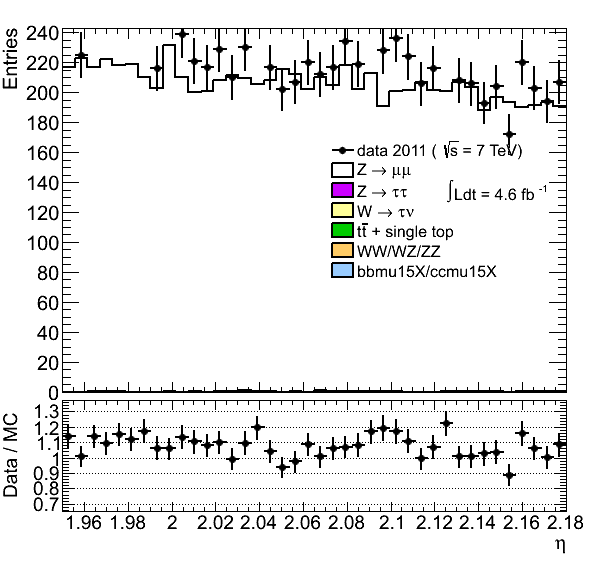 Entries
240
220
200
180
160
140
120
100
80
60
40
20
0
data 2011 ( √s = 7 TeV)
Z → μμ
Z → ττ
∫Ldt = 4.6 fb⁻¹
W → τν
tt̄ + single top
WW/WZ/ZZ
bbmu15X/ccmu15X
Data / MC
1.3
1.2
1.1
1
0.9
0.8
0.7
1.96 1.98 2 2.02 2.04 2.06 2.08 2.1 2.12 2.14 2.16 2.18
η